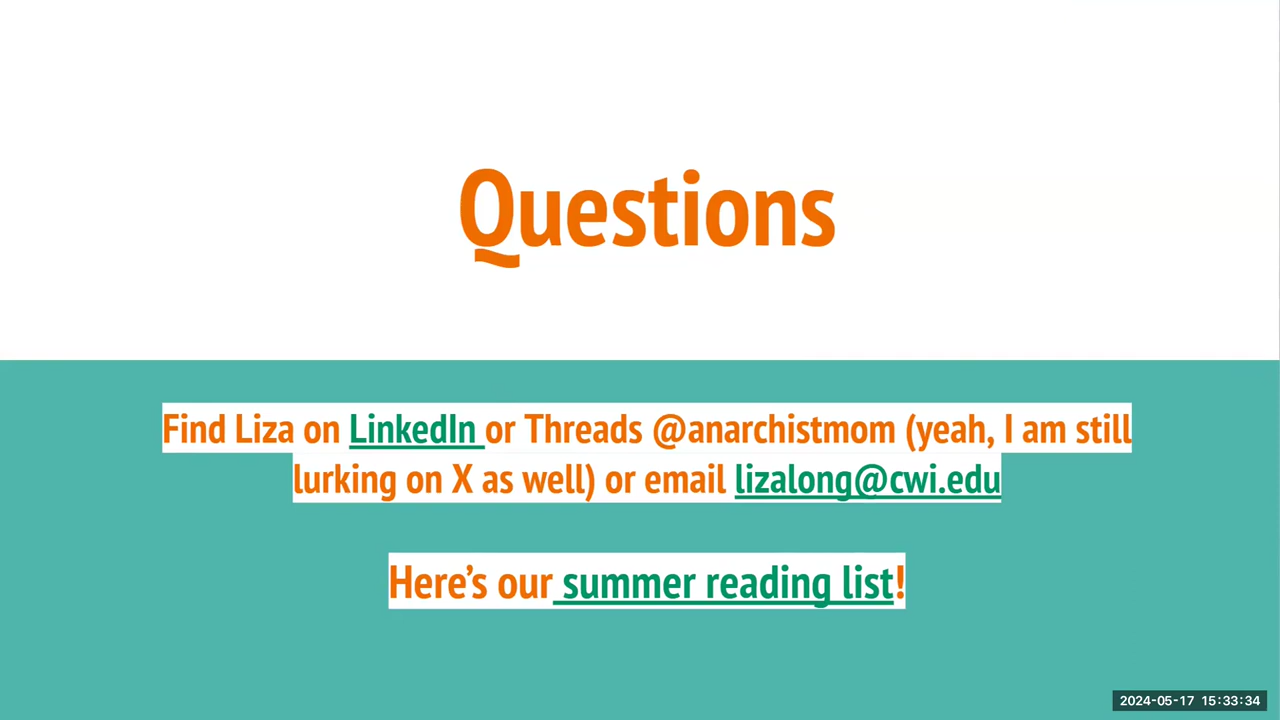 Questions
Find Liza on LinkedIn or Threads @anarchistmom (yeah, I am still
lurking on X as well) or email lizalong@cwi.edu
Here’s our summer reading list!
2024-05-17 15:33:34